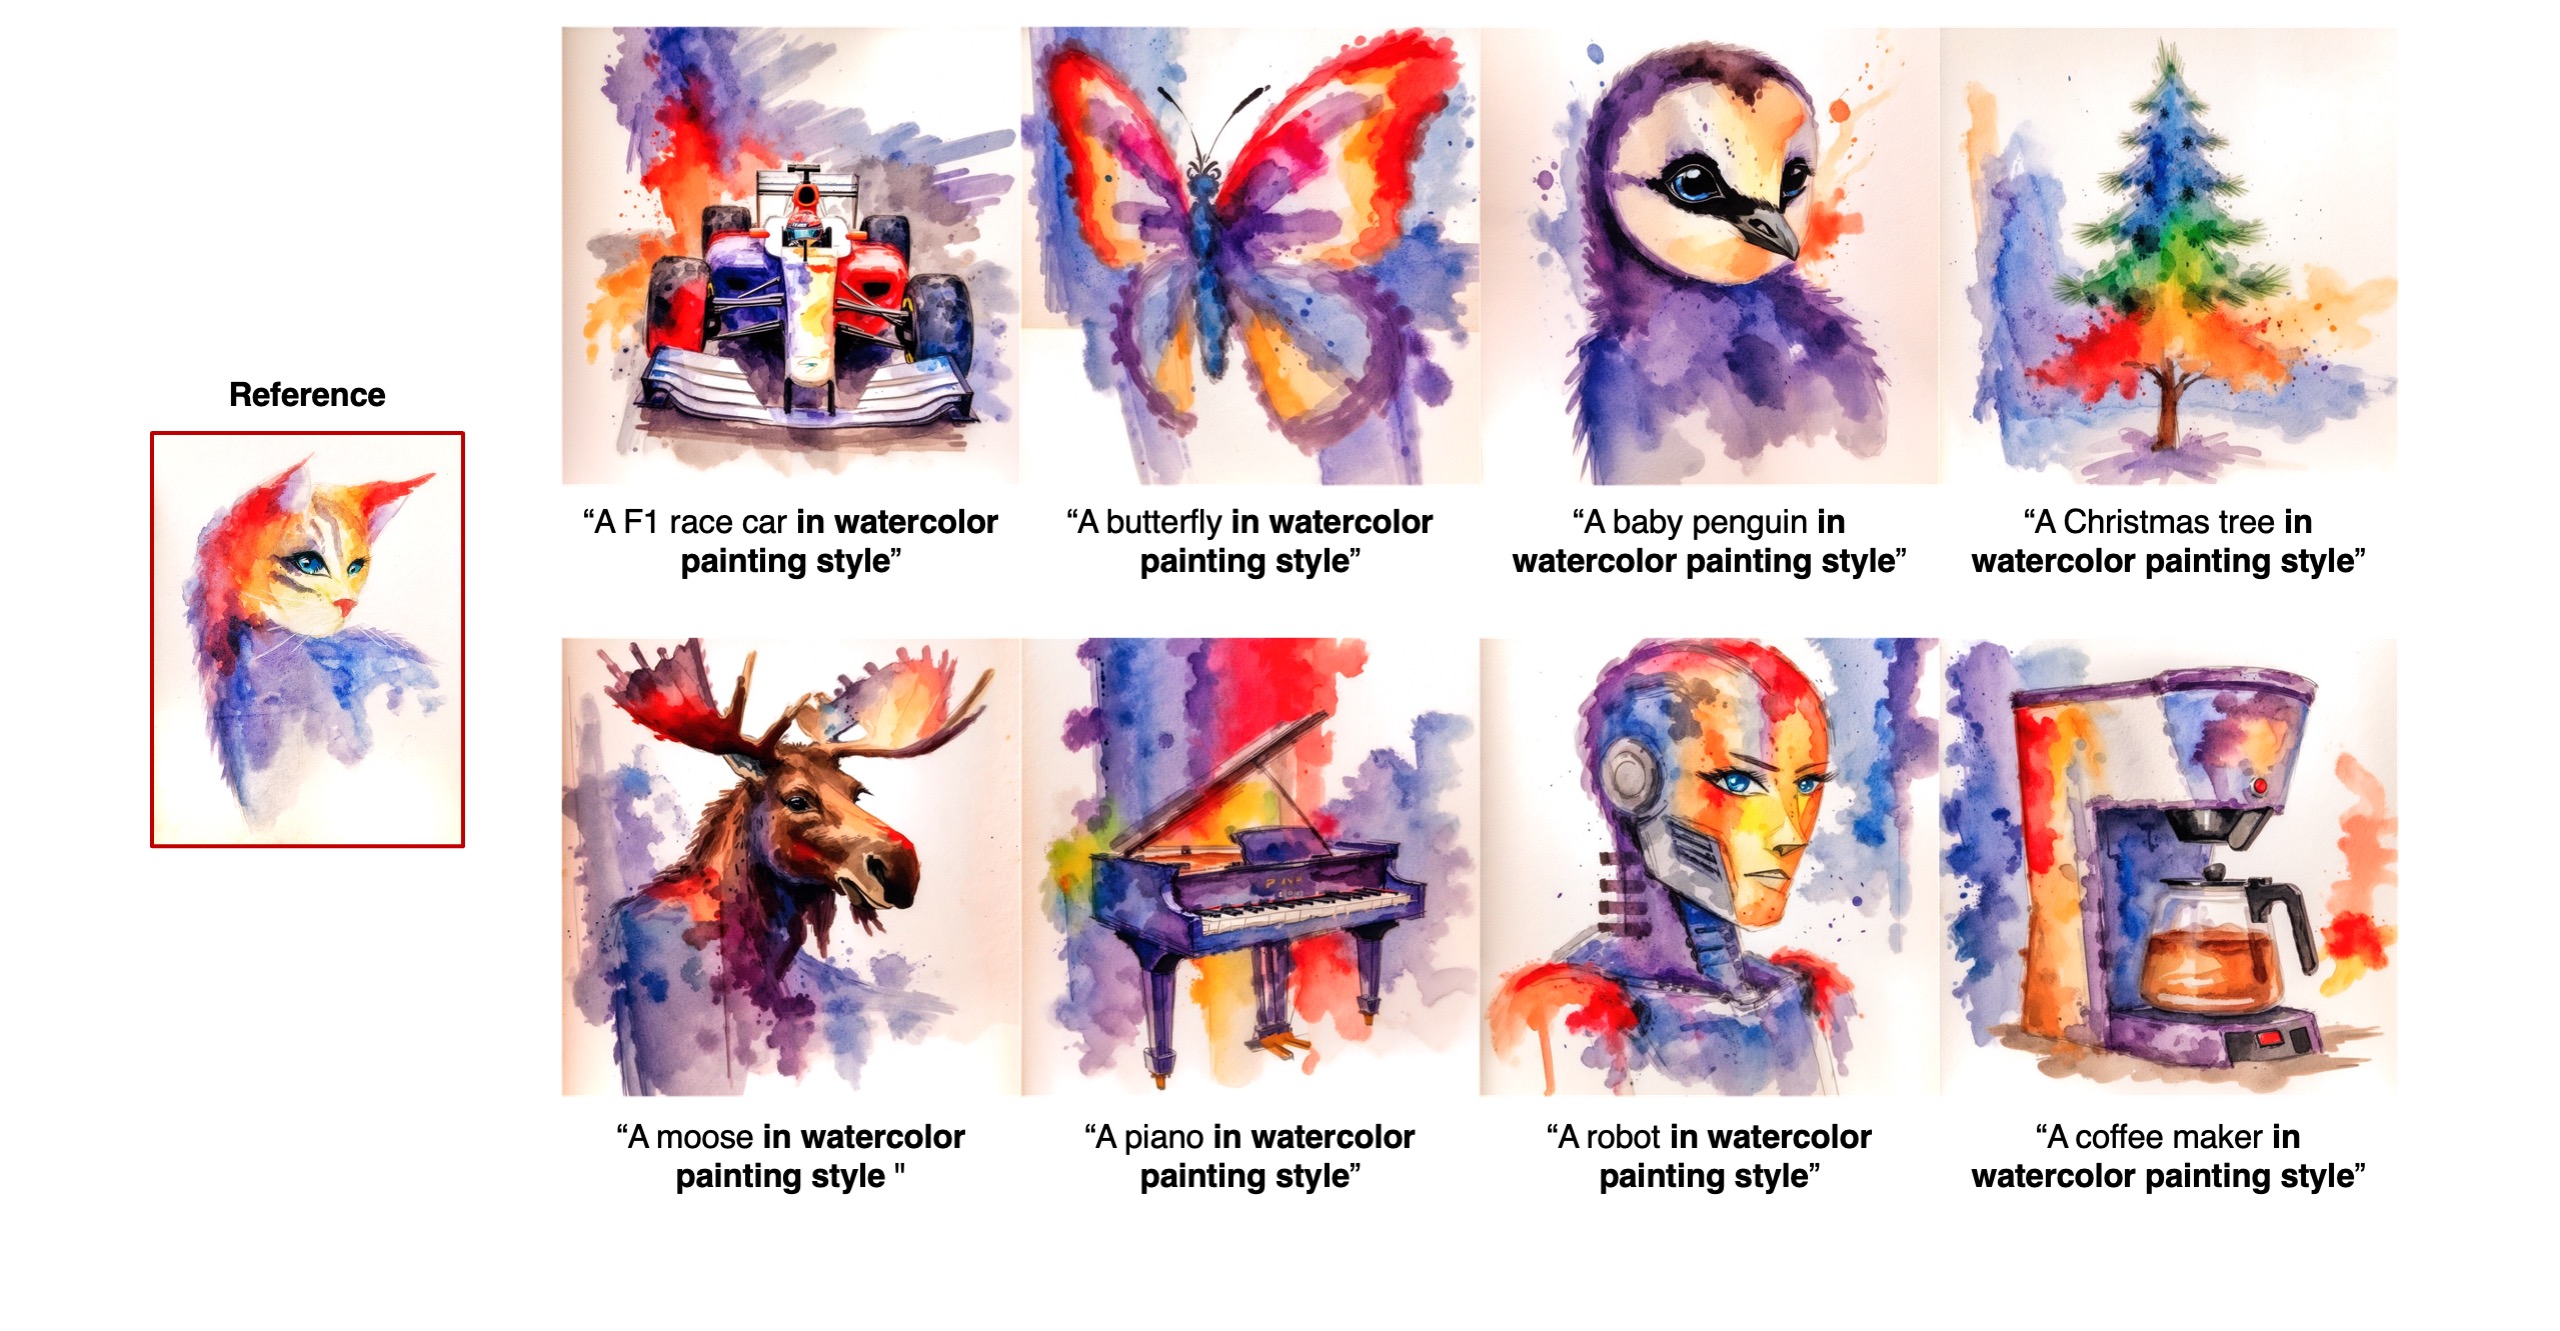 Reference
“A F1 race car in watercolor
painting style”
“A butterfly in watercolor
painting style”
“A baby penguin in
watercolor painting style”
“A Christmas tree in
watercolor painting style”
“A moose in watercolor
painting style "
“A piano in watercolor
painting style”
“A robot in watercolor
painting style”
“A coffee maker in
watercolor painting style”